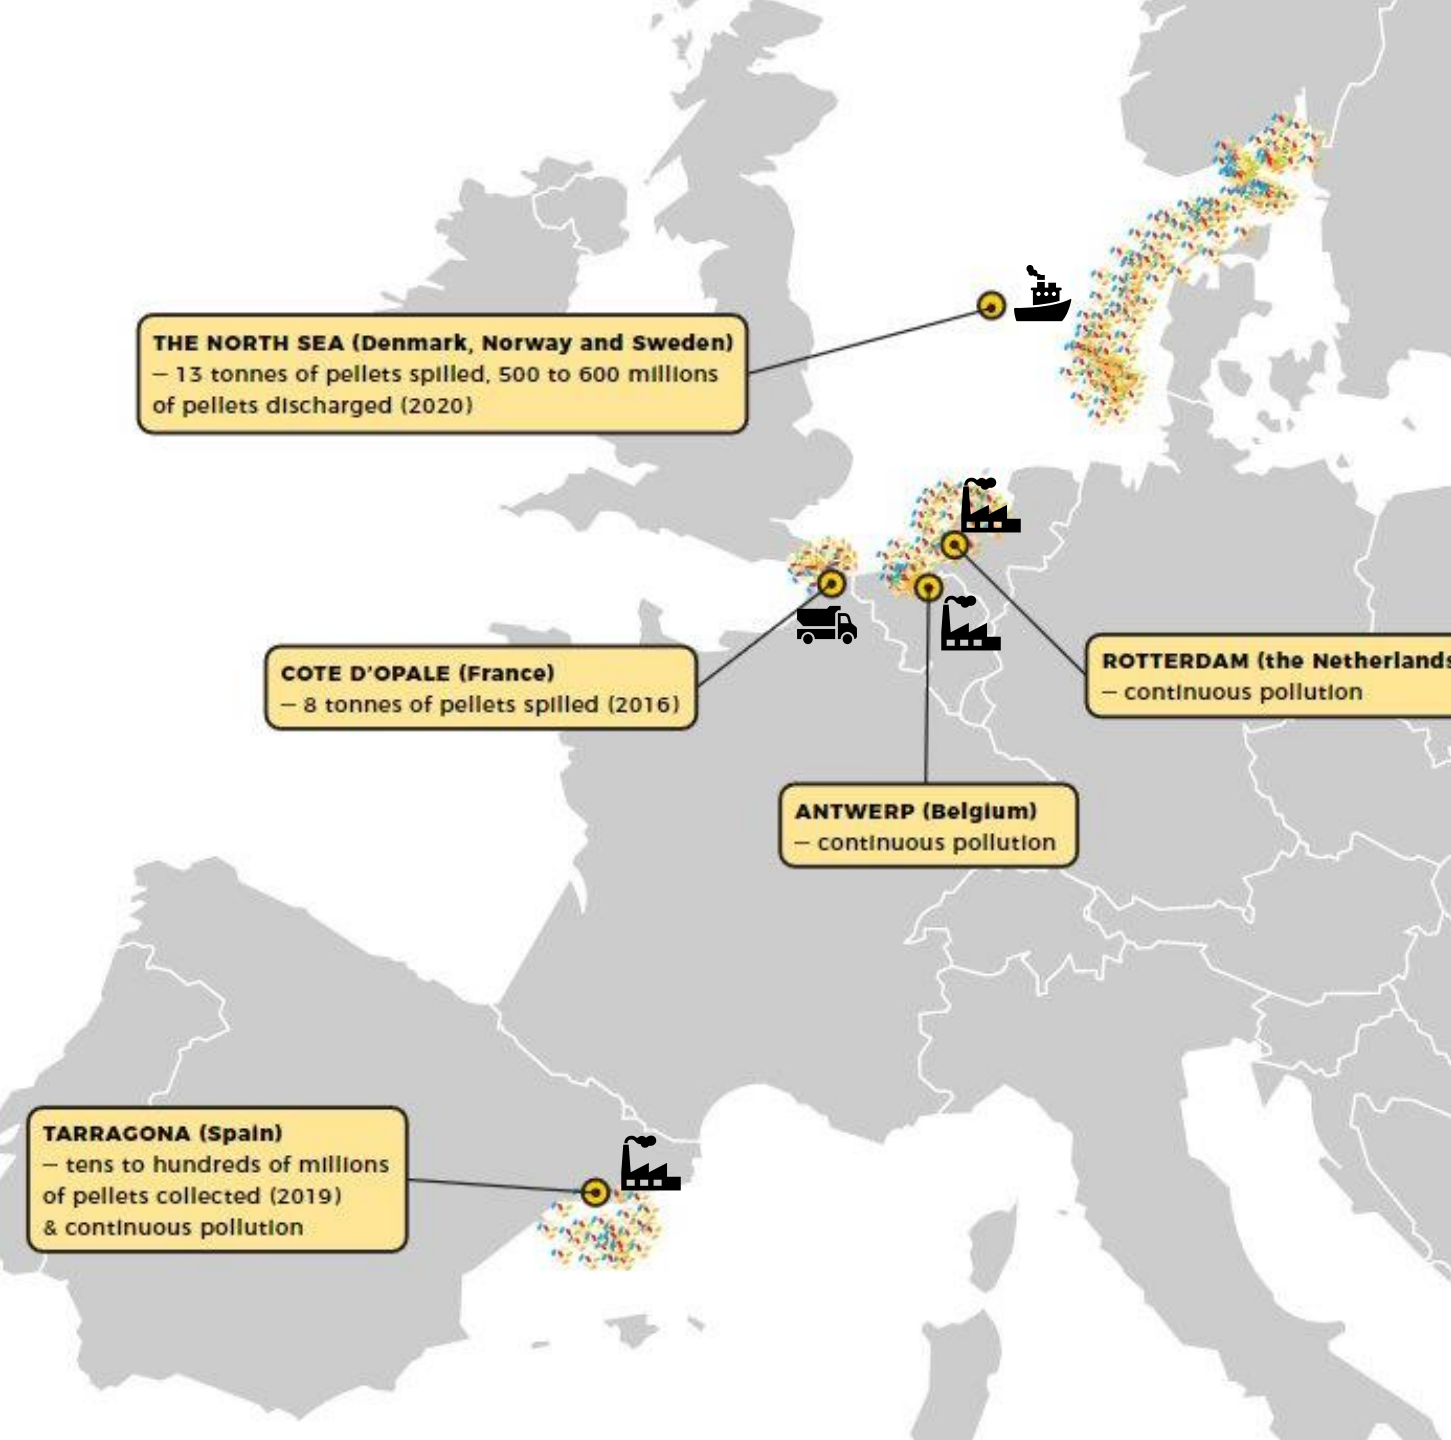 THE NORTH SEA (Denmark, Norway and Sweden)
– 13 tonnes of pellets spilled, 500 to 600 millions
of pellets discharged (2020)
COTE D'OPALE (France)
– 8 tonnes of pellets spilled (2016)
ROTTERDAM (the Netherlands
– continuous pollution
ANTWERP (Belgium)
– continuous pollution
TARRAGONA (Spain)
– tens to hundreds of millions
of pellets collected (2019)
& continuous pollution